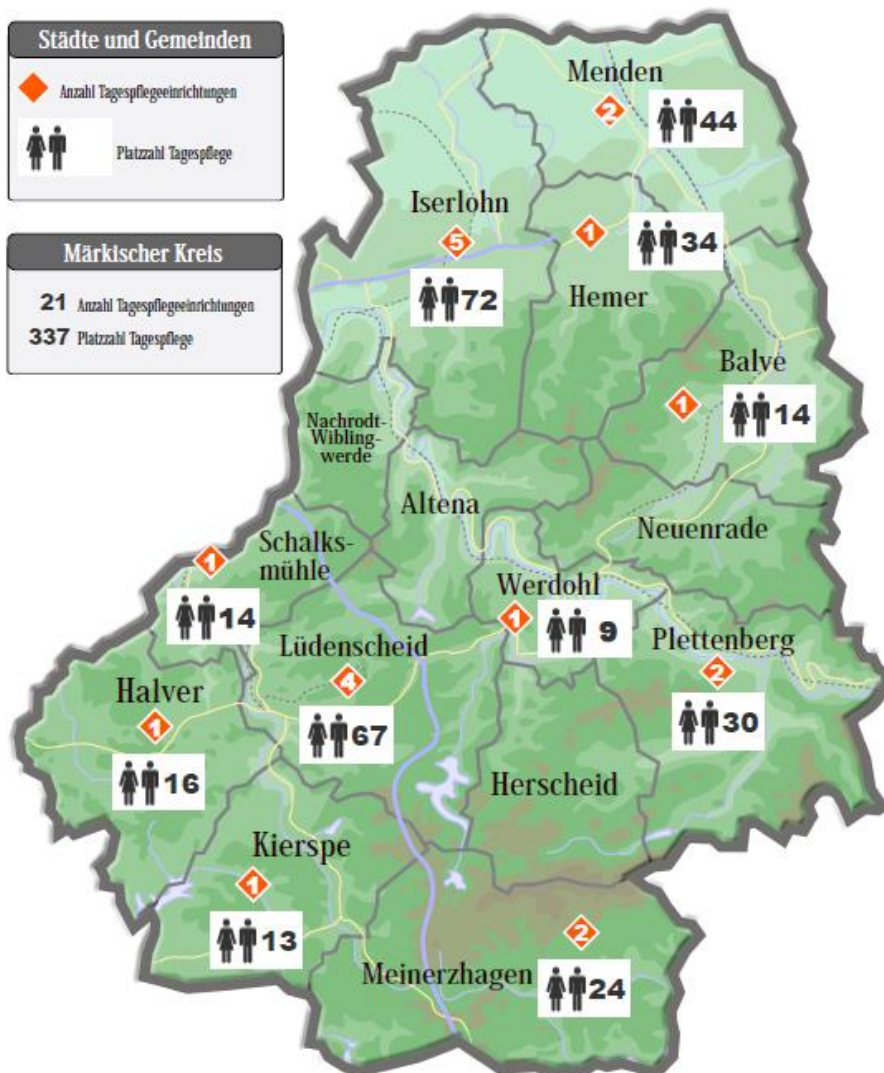 Städte und Gemeinden
Anzahl Tagespflegeeinrichtungen
Platzzahl Tagespflege
Märkischer Kreis
21 Anzahl Tagespflegeeinrichtungen
337 Platzzahl Tagespflege
Menden
2
44
Iserlohn
5
72
1
34
Hemer
Balve
1
14
Nachrodt-
Wibling-
werde
Altena
Neuenrade
Schalks-
mühle
1
14
Werdohl
1
9
Plettenberg
2
30
Lüdenscheid
4
67
Halver
1
16
Herscheid
Kierspe
1
13
Meinerzhagen
2
24